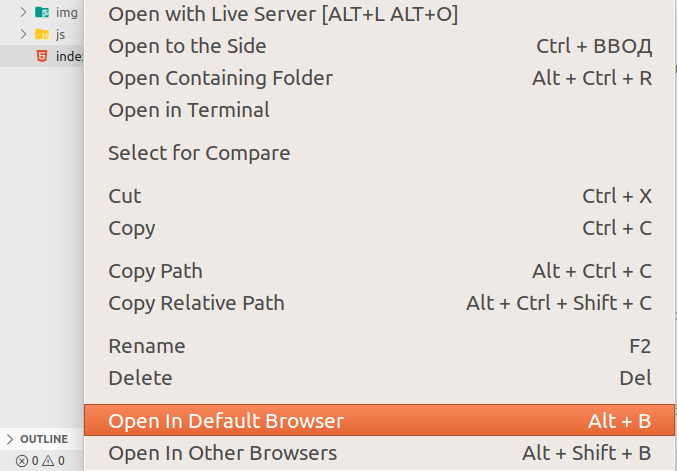 img
js
inde
Open with Live Server [ALT+L ALT+O]
Open to the Side Ctrl + ВВОД
Open Containing Folder Alt + Ctrl + R
Open in Terminal
Select for Compare
Cut Ctrl + X
Copy Ctrl + C
Copy Path Alt + Ctrl + C
Copy Relative Path Alt + Ctrl + Shift + C
Rename F2
Delete Del
Open In Default Browser Alt + B
Open In Other Browsers Alt + Shift + B
OUTLINE
0 0